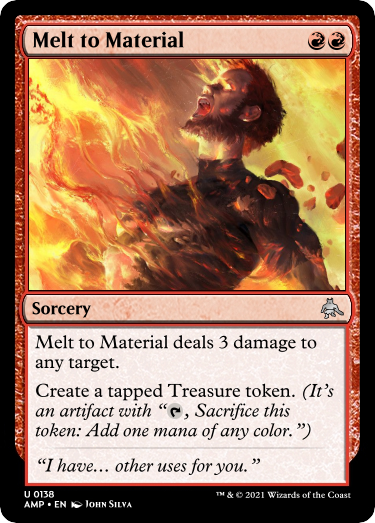 Melt to Material
Sorcery
Melt to Material deals 3 damage to
any target.
Create a tapped Treasure token. (It's
an artifact with “, Sacrifice this
token: Add one mana of any color.”)
“I have… other uses for you.”
U 0138
AMP • EN John Silva
™ & © 2021 Wizards of the Coast